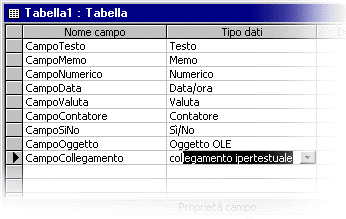 Tabella1 : Tabella
Nome campo Tipo dati
CampoTesto Testo
CampoMemo Memo
CampoNumerico Numerico
CampoData Data/ora
CampoValuta Valuta
CampoContatore Contatore
CampoSiNo Sì/No
CampoOggetto Oggetto OLE
CampoCollegamento collegamento ipertestuale
Proprietà campo